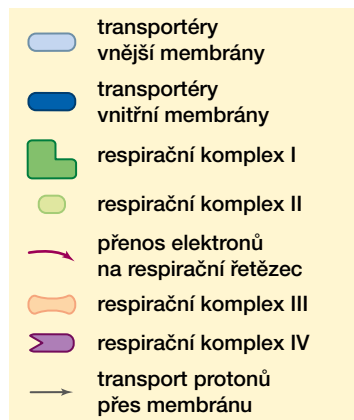 transportéry
vnější membrány
transportéry
vnitřní membrány
respirační komplex I
respirační komplex II
přenos elektronů
na respirační řetězec
respirační komplex III
respirační komplex IV
transport protonů
přes membránu